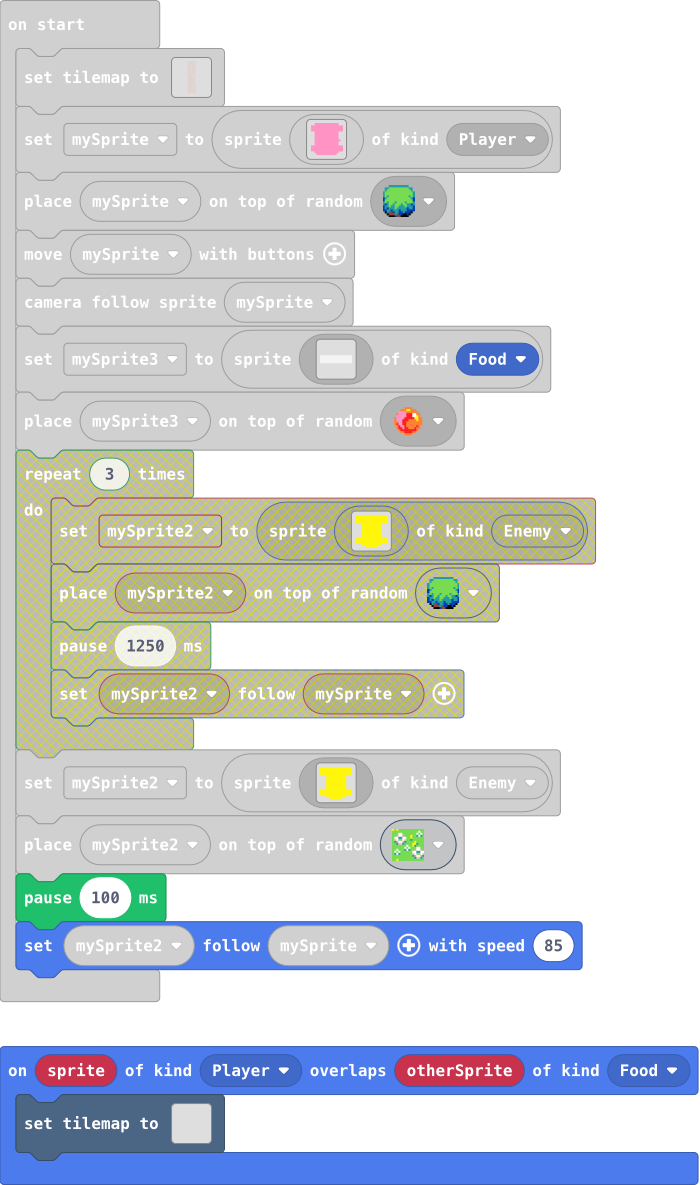 on start
set tilemap to
set mySprite to sprite of kind Player
place mySprite on top of random
move mySprite with buttons
camera follow sprite mySprite
set mySprite3 to sprite of kind Food
place mySprite3 on top of random
repeat 3 times
do
set mySprite2 to sprite of kind Enemy
place mySprite2 on top of random
pause 1250 ms
set mySprite2 follow mySprite
set mySprite2 to sprite of kind Enemy
place mySprite2 on top of random
pause 100 ms
set mySprite2 follow mySprite with speed 85
on sprite of kind Player overlaps otherSprite of kind Food
set tilemap to